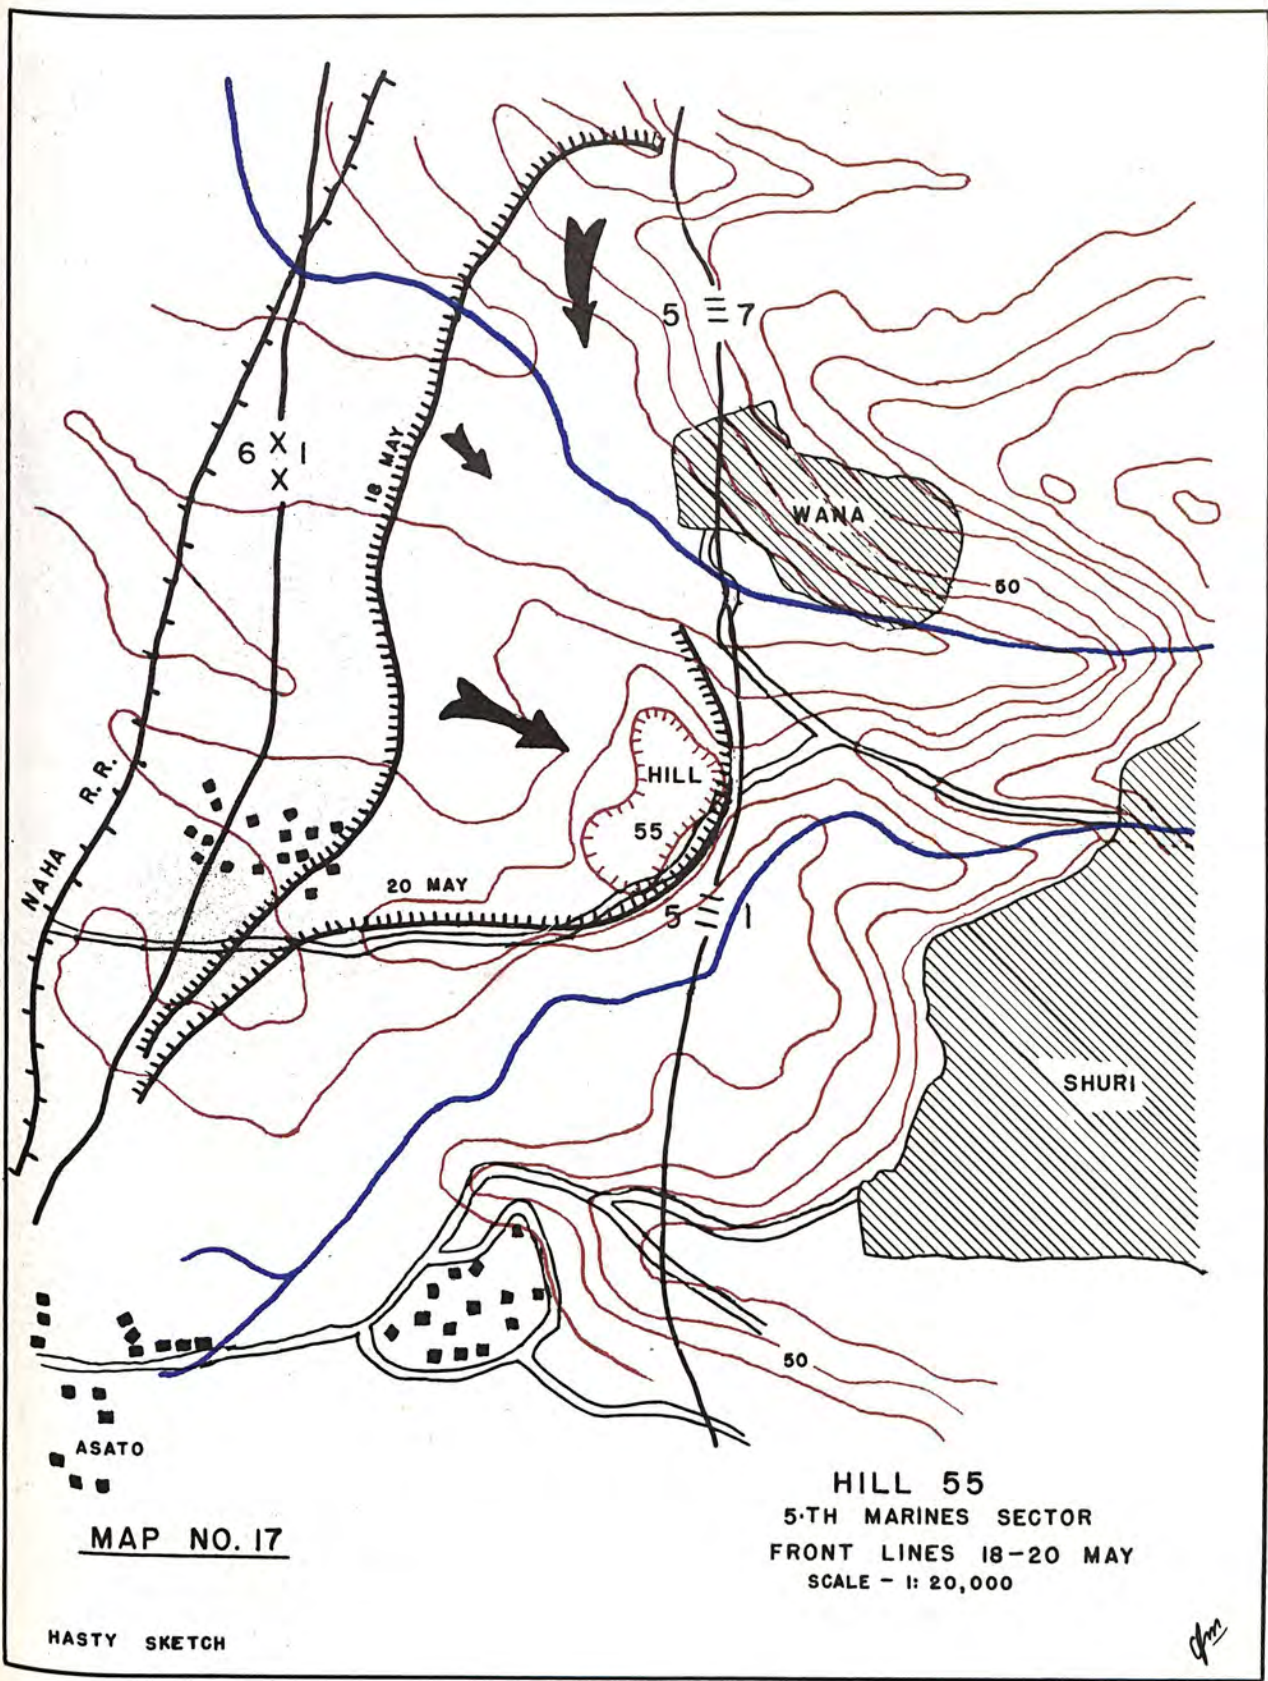 5 7
6 X 1
X
18 MAY
WANA
50
NAHA R.R.
HILL
55
20 MAY
5 1
SHURI
50
ASATO
MAP NO. 17
HILL 55
5·TH MARINES SECTOR
FRONT LINES 18-20 MAY
SCALE - 1: 20,000
HASTY SKETCH